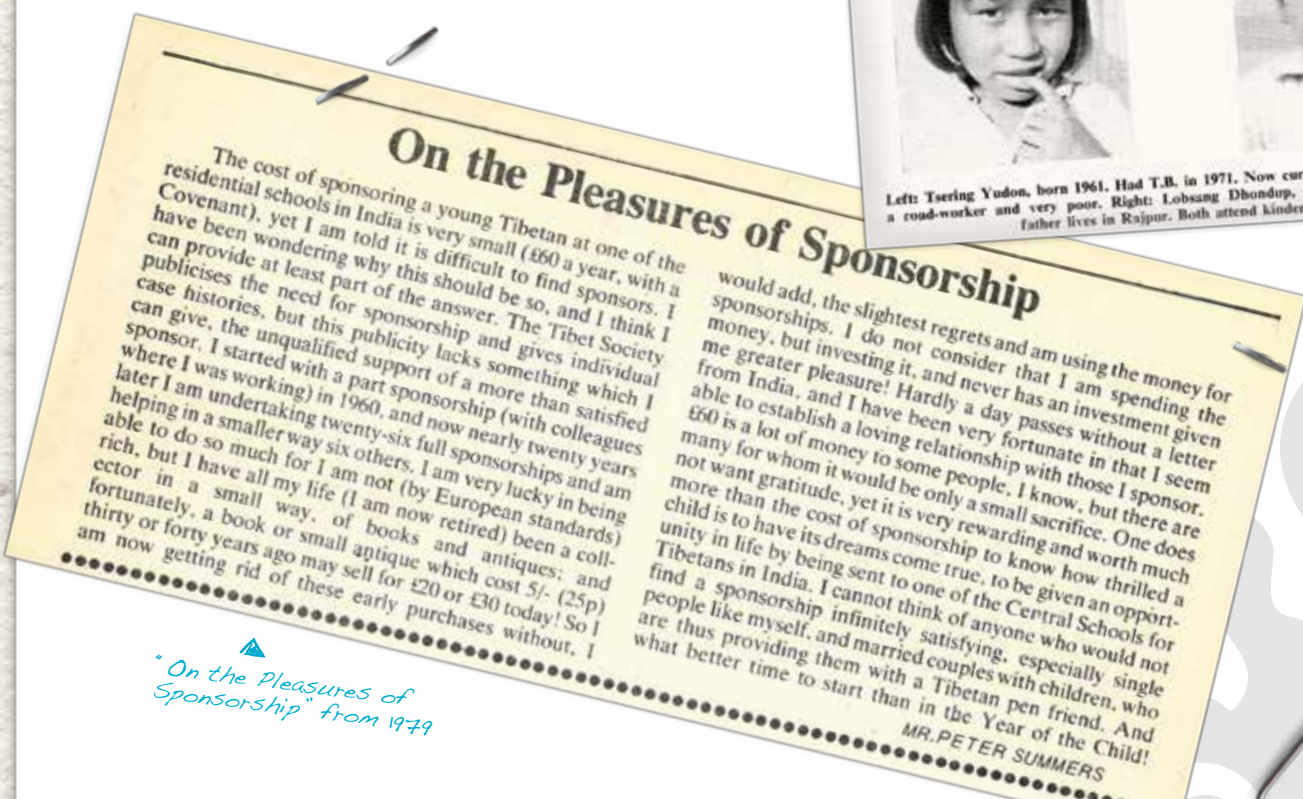 On the Pleasures of Sponsorship
The cost of sponsoring a young Tibetan at one of the
residential schools in India is very small (£60 a year, with a
Covenant), yet I am told it is difficult to find sponsors. I
have been wondering why this should be so, and I think I
can provide at least part of the answer. The Tibet Society
publicises the need for sponsorship and gives individual
case histories, but this publicity lacks something which I
can give, the unqualified support of a more than satisfied
sponsor. I started with a part sponsorship (with colleagues
where I was working) in 1960, and now nearly twenty years
later I am undertaking twenty-six full sponsorships and am
helping in a smaller way six others. I am very lucky in being
able to do so much for I am not (by European standards)
rich, but I have all my life (I am now retired) been a coll-
ector in a small way, of books and antiques; and
fortunately, a book or small antique which cost 5/- (25p)
thirty or forty years ago may sell for £20 or £30 today! So I
am now getting rid of these early purchases without, I
would add, the slightest regrets and am using the money for
sponsorships. I do not consider that I am spending the
money, but investing it, and never has an investment given
me greater pleasure! Hardly a day passes without a letter
from India, and I have been very fortunate in that I seem
able to establish a loving relationship with those I sponsor.
£60 is a lot of money to some people, I know, but there are
many for whom it would be only a small sacrifice. One does
not want gratitude, yet it is very rewarding and worth much
more than the cost of sponsorship to know how thrilled a
child is to have its dreams come true, to be given an opport-
unity in life by being sent to one of the Central Schools for
Tibetans in India. I cannot think of anyone who would not
find a sponsorship infinitely satisfying, especially single
people like myself, and married couples with children, who
are thus providing them with a Tibetan pen friend. And
what better time to start than in the Year of the Child!
MR. PETER SUMMERS
Left: Tsering Yudon, born 1961. Had T.B. in 1971. Now cur
a road-worker and very poor. Right: Lobsang Dhondup,
father lives in Rajpur. Both attend kinder
"On the Pleasures of
Sponsorship" from 1979